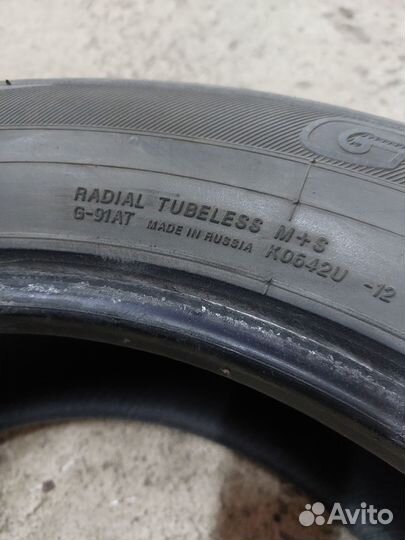 G
RADIAL TUBELESS M+S
G-91AT MADE IN RUSSIA K0642U -12
Avito